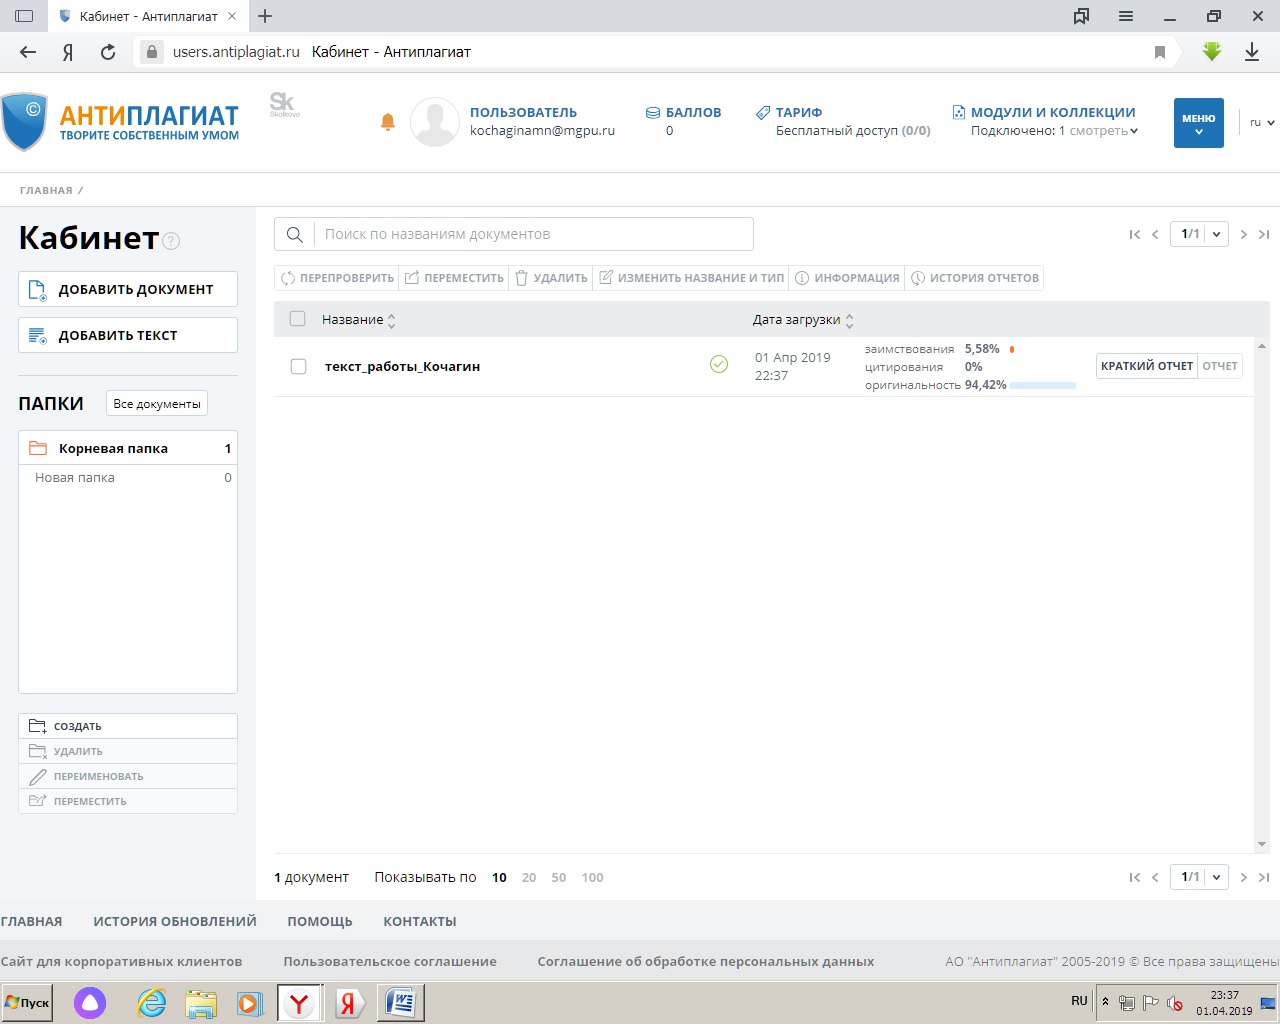 Кабинет - Антиплагиат
users.antiplagiat.ru Кабинет - Антиплагиат
АНТИПЛАГИАТ
ТВОРИТЕ СОБСТВЕННЫМ УМОМ
Sk
Skolkovo
ПОЛЬЗОВАТЕЛЬ
kochaginamn@mgpu.ru
БАЛЛОВ
0
ТАРИФ
Бесплатный доступ (0/0)
МОДУЛИ И КОЛЛЕКЦИИ
Подключено: 1 смотреть
МЕНЮ
ru
ГЛАВНАЯ /
Кабинет ?
ДОБАВИТЬ ДОКУМЕНТ
ДОБАВИТЬ ТЕКСТ
ПАПКИ Все документы
Корневая папка 1
Новая папка 0
СОЗДАТЬ
УДАЛИТЬ
ПЕРЕИМЕНОВАТЬ
ПЕРЕМЕСТИТЬ
Поиск по названиям документов
1/1
ПЕРЕПРОВЕРИТЬ ПЕРЕМЕСТИТЬ УДАЛИТЬ ИЗМЕНИТЬ НАЗВАНИЕ И ТИП ИНФОРМАЦИЯ ИСТОРИЯ ОТЧЕТОВ
Название Дата загрузки
текст_работы_Кочагин
01 Апр 2019
22:37
заимствования 5,58%
цитирования 0%
оригинальность 94,42%
КРАТКИЙ ОТЧЕТ ОТЧЕТ
1 документ Показывать по 10 20 50 100
1/1
ГЛАВНАЯ ИСТОРИЯ ОБНОВЛЕНИЙ ПОМОЩЬ КОНТАКТЫ
Сайт для корпоративных клиентов Пользовательское соглашение Соглашение об обработке персональных данных АО "Антиплагиат" 2005-2019 © Все права защищены
Пуск
RU
23:37
01.04.2019